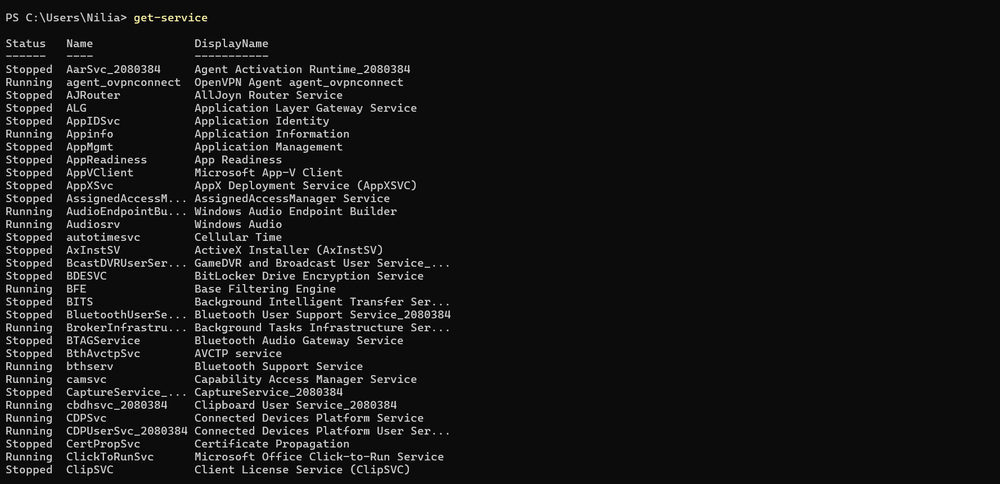 PS C:\Users\Nilia> get-service
Status   Name               DisplayName
------   ----               -----------
Stopped  AarSvc_2080384     Agent Activation Runtime_2080384
Running  agent_ovpnconnect  OpenVPN Agent agent_ovpnconnect
Stopped  AJRouter           AllJoyn Router Service
Stopped  ALG                Application Layer Gateway Service
Stopped  AppIDSvc           Application Identity
Running  Appinfo            Application Information
Stopped  AppMgmt            Application Management
Stopped  AppReadiness       App Readiness
Stopped  AppVClient         Microsoft App-V Client
Stopped  AppXSvc            AppX Deployment Service (AppXSVC)
Stopped  AssignedAccessM... AssignedAccessManager Service
Running  AudioEndpointBu... Windows Audio Endpoint Builder
Running  Audiosrv           Windows Audio
Stopped  autotimesvc        Cellular Time
Stopped  AxInstSV           ActiveX Installer (AxInstSV)
Stopped  BcastDVRUserSer... GameDVR and Broadcast User Service_...
Stopped  BDESVC             BitLocker Drive Encryption Service
Running  BFE                Base Filtering Engine
Stopped  BITS               Background Intelligent Transfer Ser...
Stopped  BluetoothUserSe... Bluetooth User Support Service_2080384
Running  BrokerInfrastru... Background Tasks Infrastructure Ser...
Stopped  BTAGService        Bluetooth Audio Gateway Service
Stopped  BthAvctpSvc        AVCTP service
Running  bthserv            Bluetooth Support Service
Running  camsvc             Capability Access Manager Service
Stopped  CaptureService_... CaptureService_2080384
Running  cbdhsvc_2080384    Clipboard User Service_2080384
Running  CDPSvc             Connected Devices Platform Service
Running  CDPUserSvc_2080384 Connected Devices Platform User Ser...
Stopped  CertPropSvc        Certificate Propagation
Running  ClickToRunSvc      Microsoft Office Click-to-Run Service
Stopped  ClipSVC            Client License Service (ClipSVC)